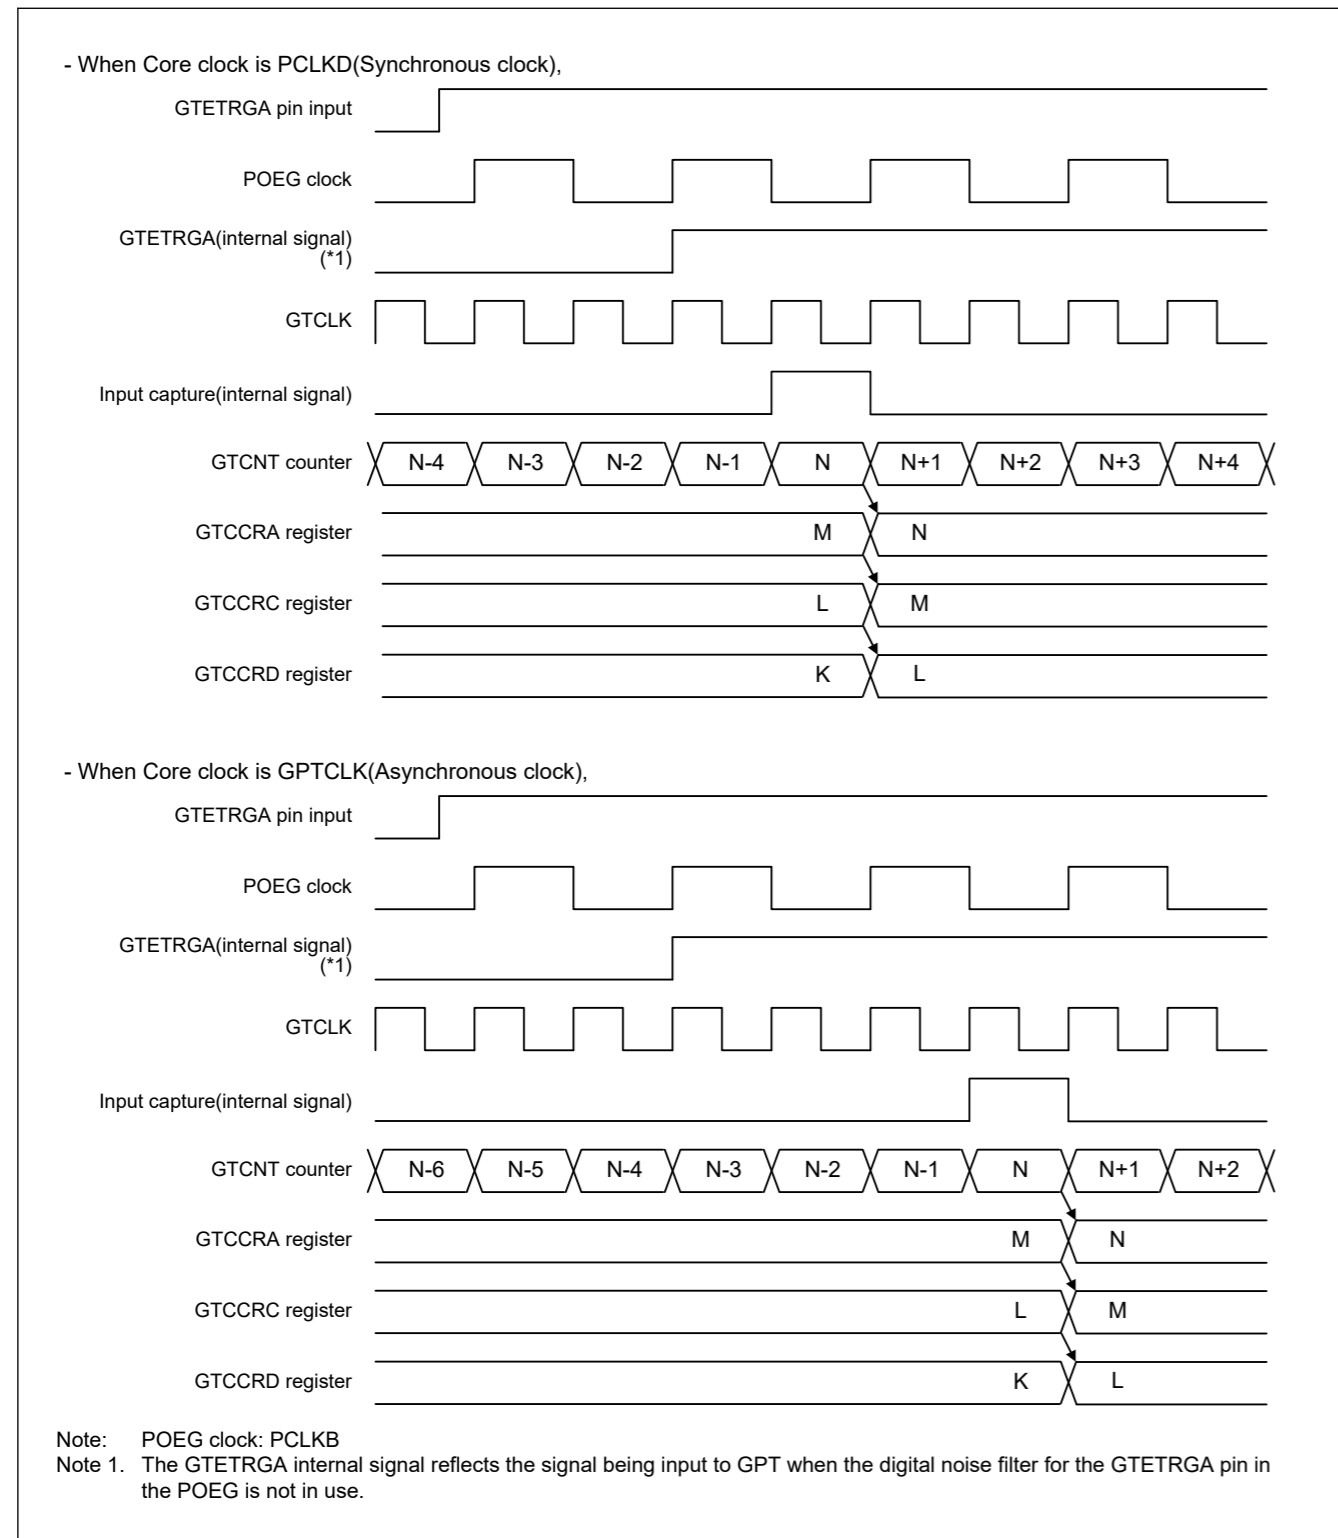 - When Core clock is PCLKD(Synchronous clock),
GTETRGA pin input
POEG clock
GTETRGA(internal signal)
(*1)
GTCLK
Input capture(internal signal)
GTCNT counter N-4 N-3 N-2 N-1 N N+1 N+2 N+3 N+4
GTCCRA register M N
GTCCRC register L M
GTCCRD register K L
- When Core clock is GPTCLK(Asynchronous clock),
GTETRGA pin input
POEG clock
GTETRGA(internal signal)
(*1)
GTCLK
Input capture(internal signal)
GTCNT counter N-6 N-5 N-4 N-3 N-2 N-1 N N+1 N+2
GTCCRA register M N
GTCCRC register L M
GTCCRD register K L
Note: POEG clock: PCLKB
Note 1. The GTETRGA internal signal reflects the signal being input to GPT when the digital noise filter for the GTETRGA pin in
the POEG is not in use.